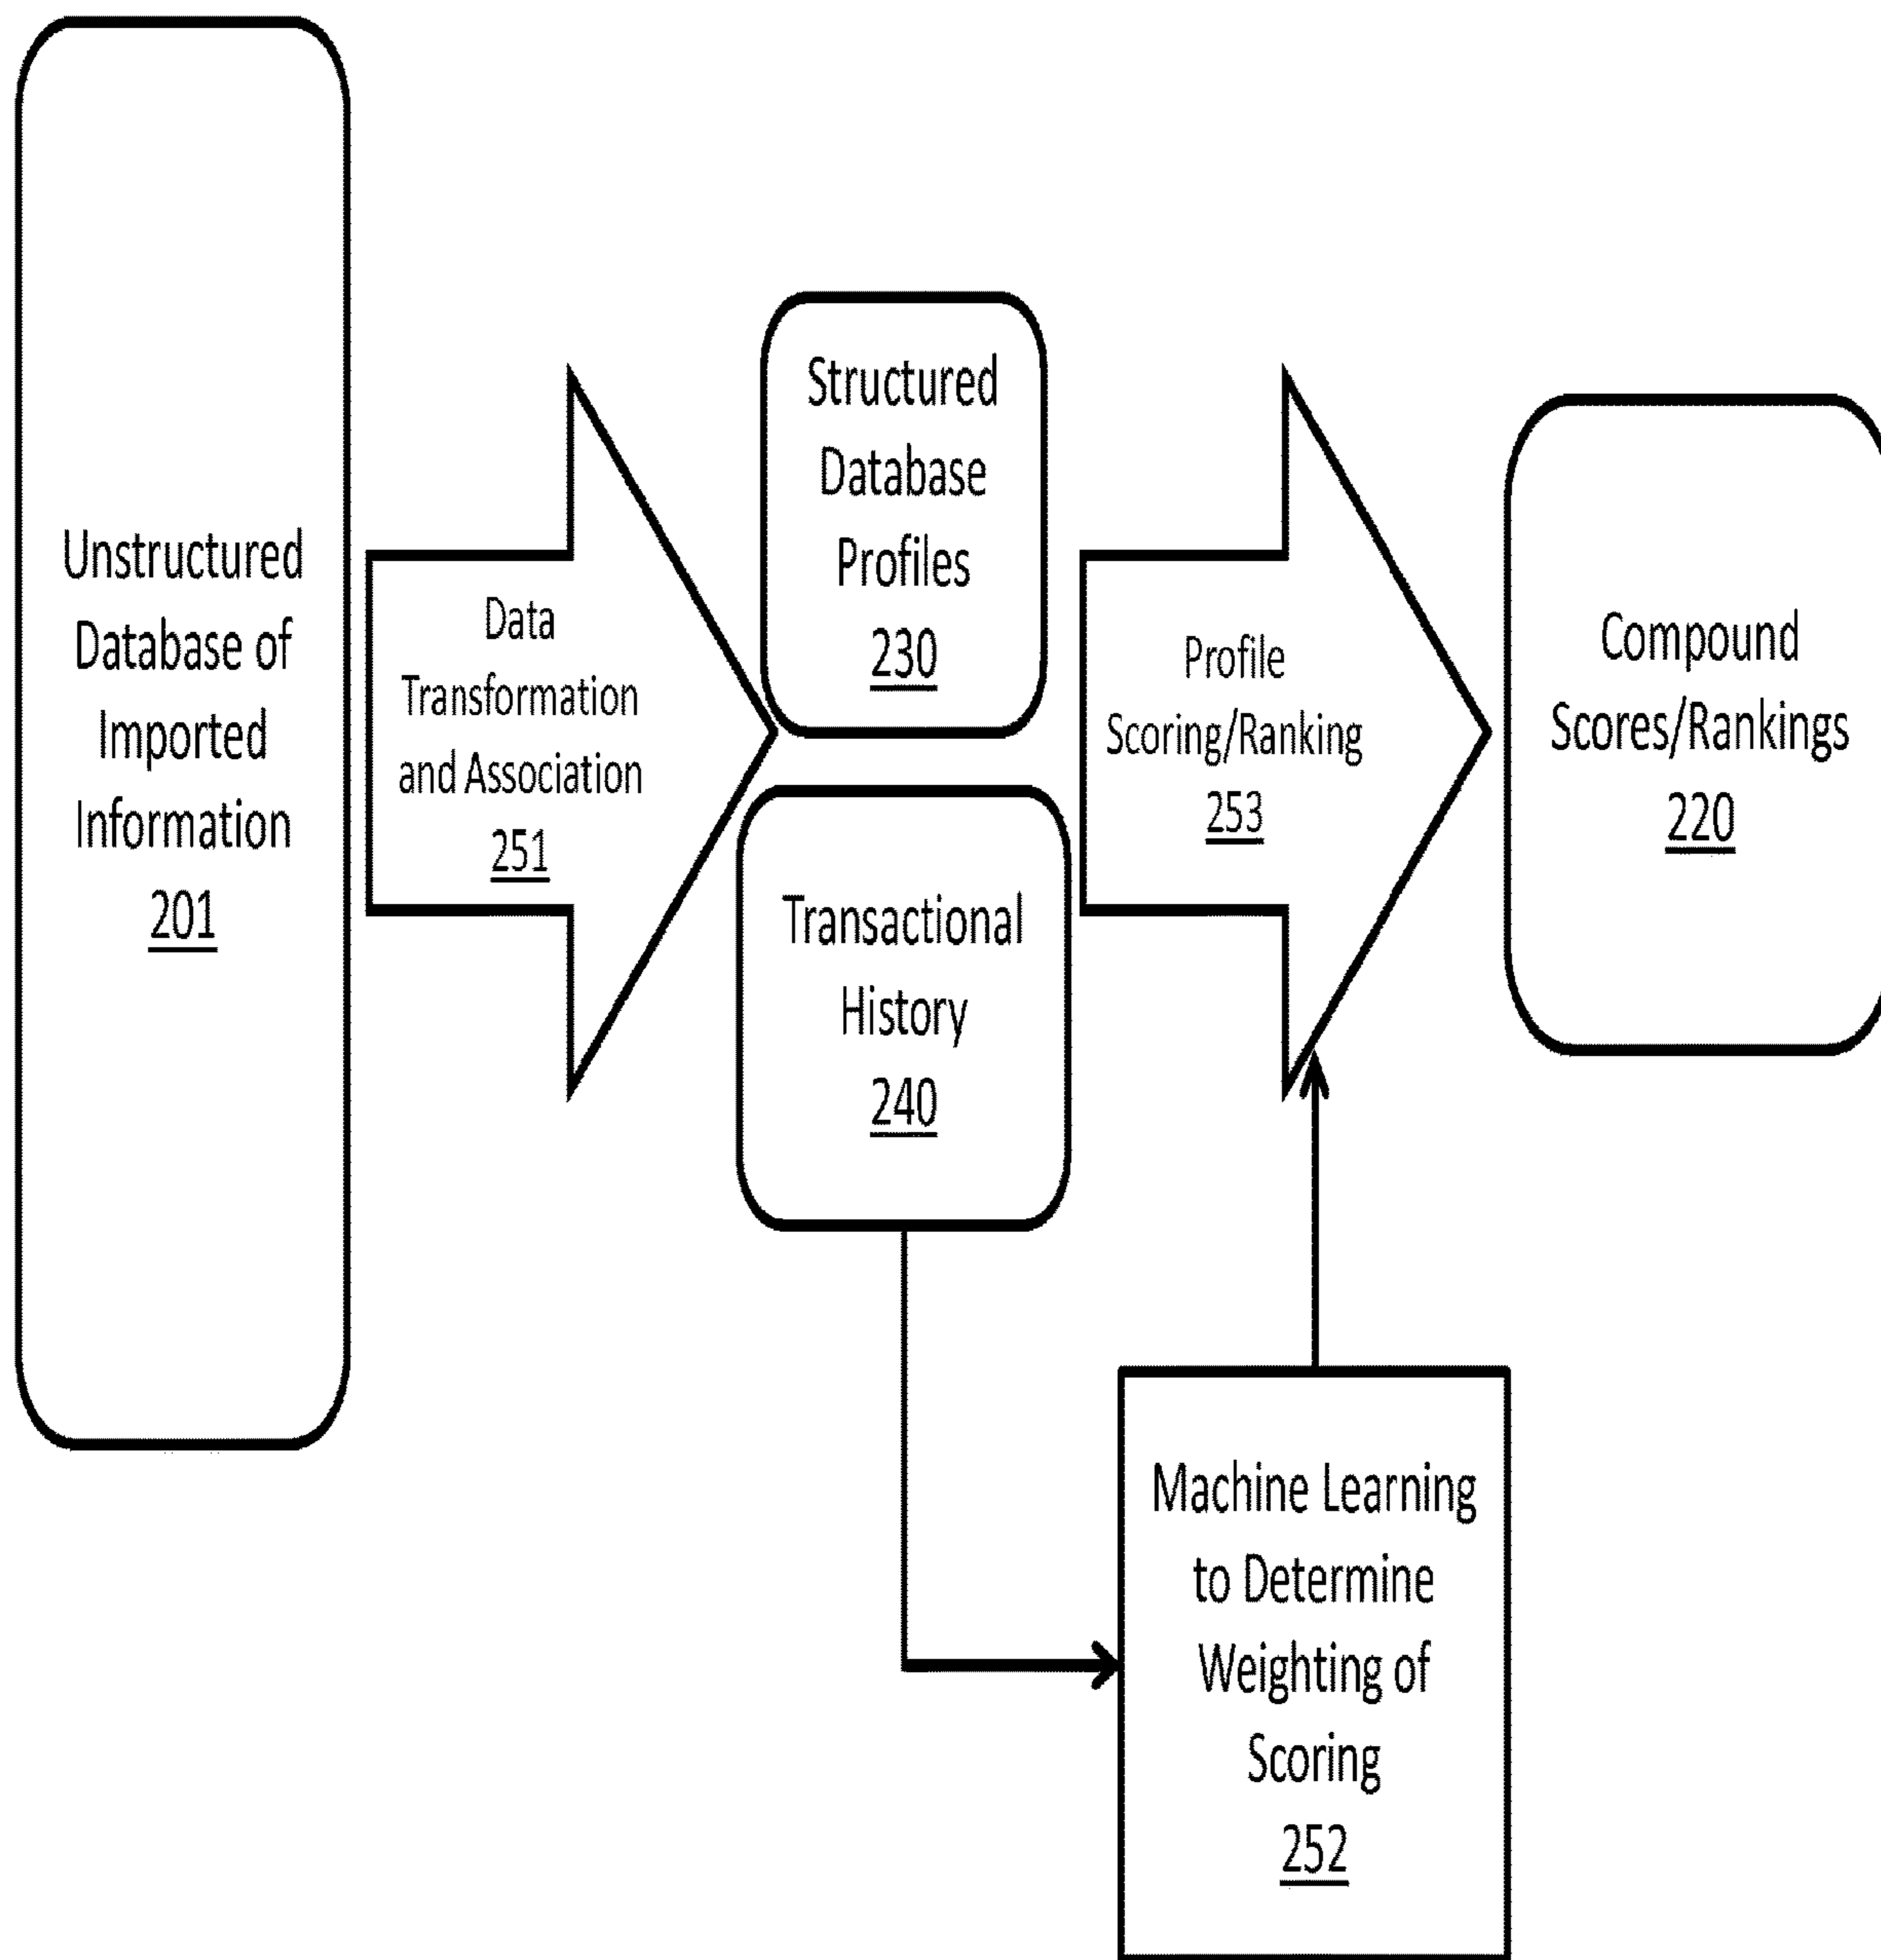 Unstructured
Database of
Imported
Information
201
Data
Transformation
and Association
251
Structured
Database
Profiles
230
Transactional
History
240
Profile
Scoring/Ranking
253
Compound
Scores/Rankings
220
Machine Learning
to Determine
Weighting of
Scoring
252